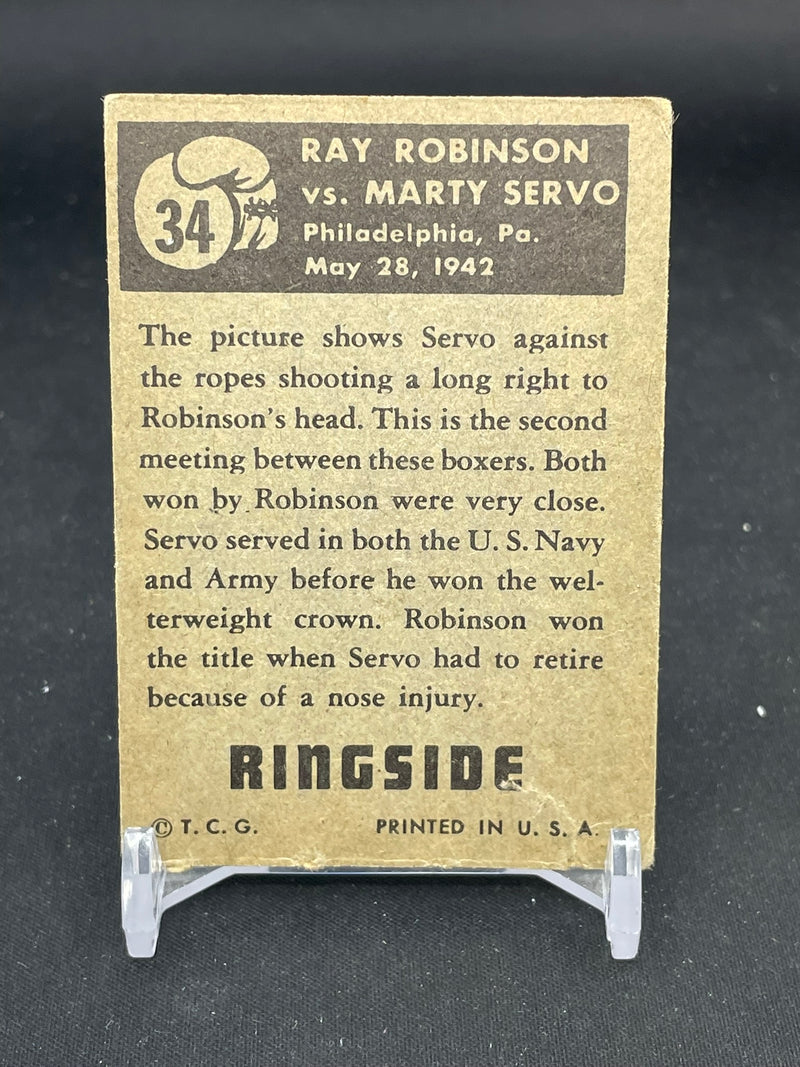 34
RAY ROBINSON
vs. MARTY SERVO
Philadelphia, Pa.
May 28, 1942
The picture shows Servo against
the ropes shooting a long right to
Robinson's head. This is the second
meeting between these boxers. Both
won by Robinson were very close.
Servo served in both the U. S. Navy
and Army before he won the wel-
terweight crown. Robinson won
the title when Servo had to retire
because of a nose injury.
RINGSIDE
© T. C. G. PRINTED IN U. S. A.